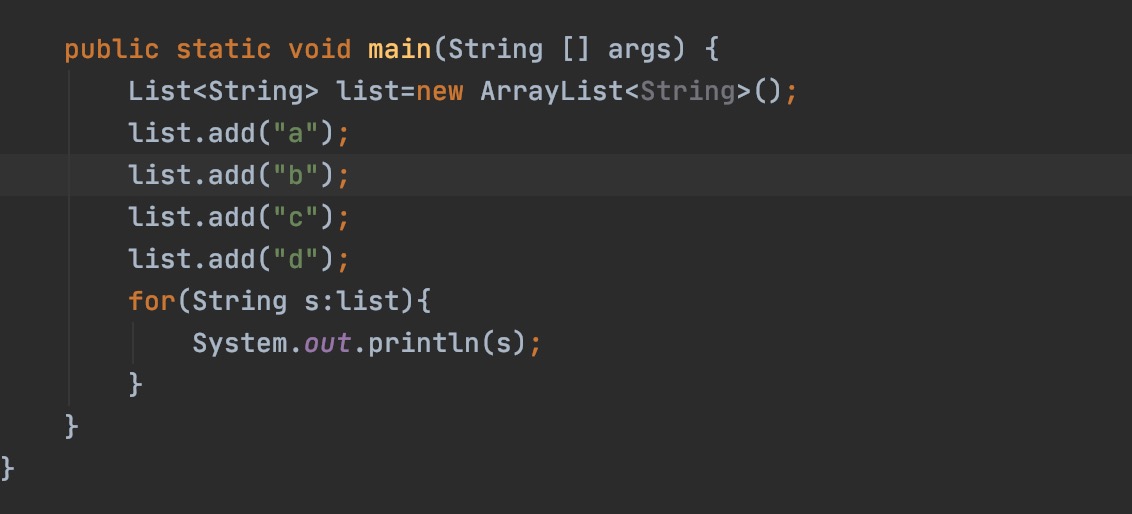 public static void main(String [] args) {
List<String> list=new ArrayList<String>();
list.add("a");
list.add("b");
list.add("c");
list.add("d");
for(String s:list){
System.out.println(s);
}
}
}